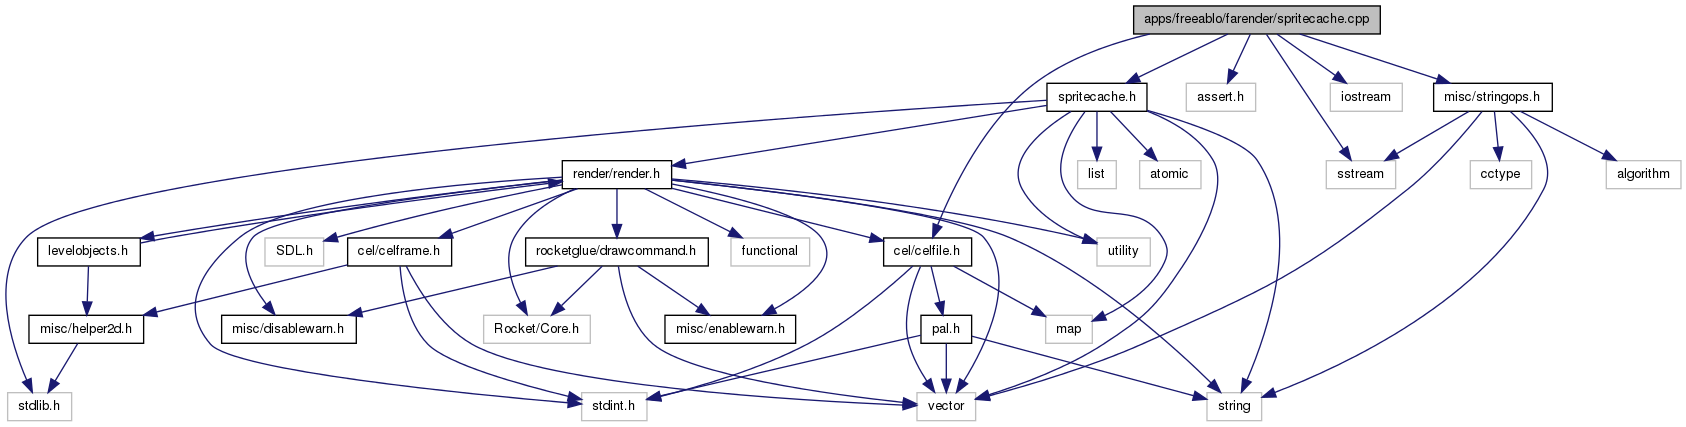 apps/freeablo/farender/spritecache.cpp
spritecache.h
assert.h
iostream
misc/stringops.h
render/render.h
list
atomic
sstream
cctype
algorithm
levelobjects.h
SDL.h
cel/celframe.h
rocketglue/drawcommand.h
functional
cel/celfile.h
utility
misc/helper2d.h
misc/disablewarn.h
Rocket/Core.h
misc/enablewarn.h
pal.h
map
stdlib.h
stdint.h
vector
string